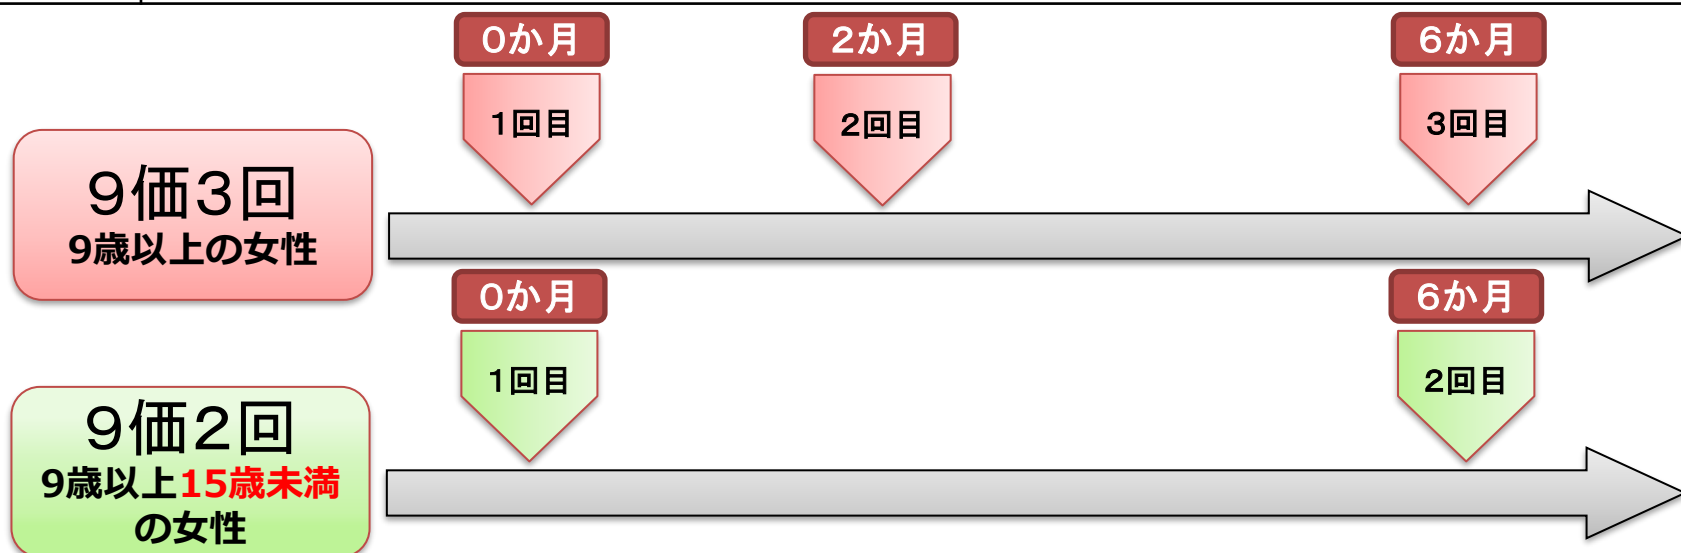 0か月
2か月
6か月
1回目
2回目
3回目
９価３回
9歳以上の女性
0か月
6か月
1回目
2回目
９価２回
9歳以上15歳未満
の女性